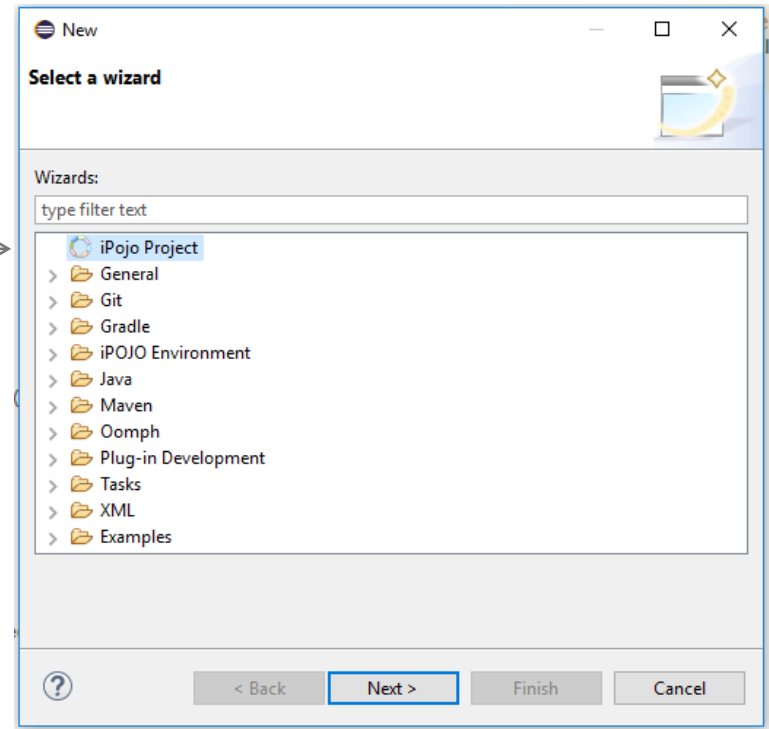 New
Select a wizard
Wizards:
type filter text
iPojo Project
General
Git
Gradle
iPOJO Environment
Java
Maven
Oomph
Plug-in Development
Tasks
XML
Examples
< Back Next > Finish Cancel